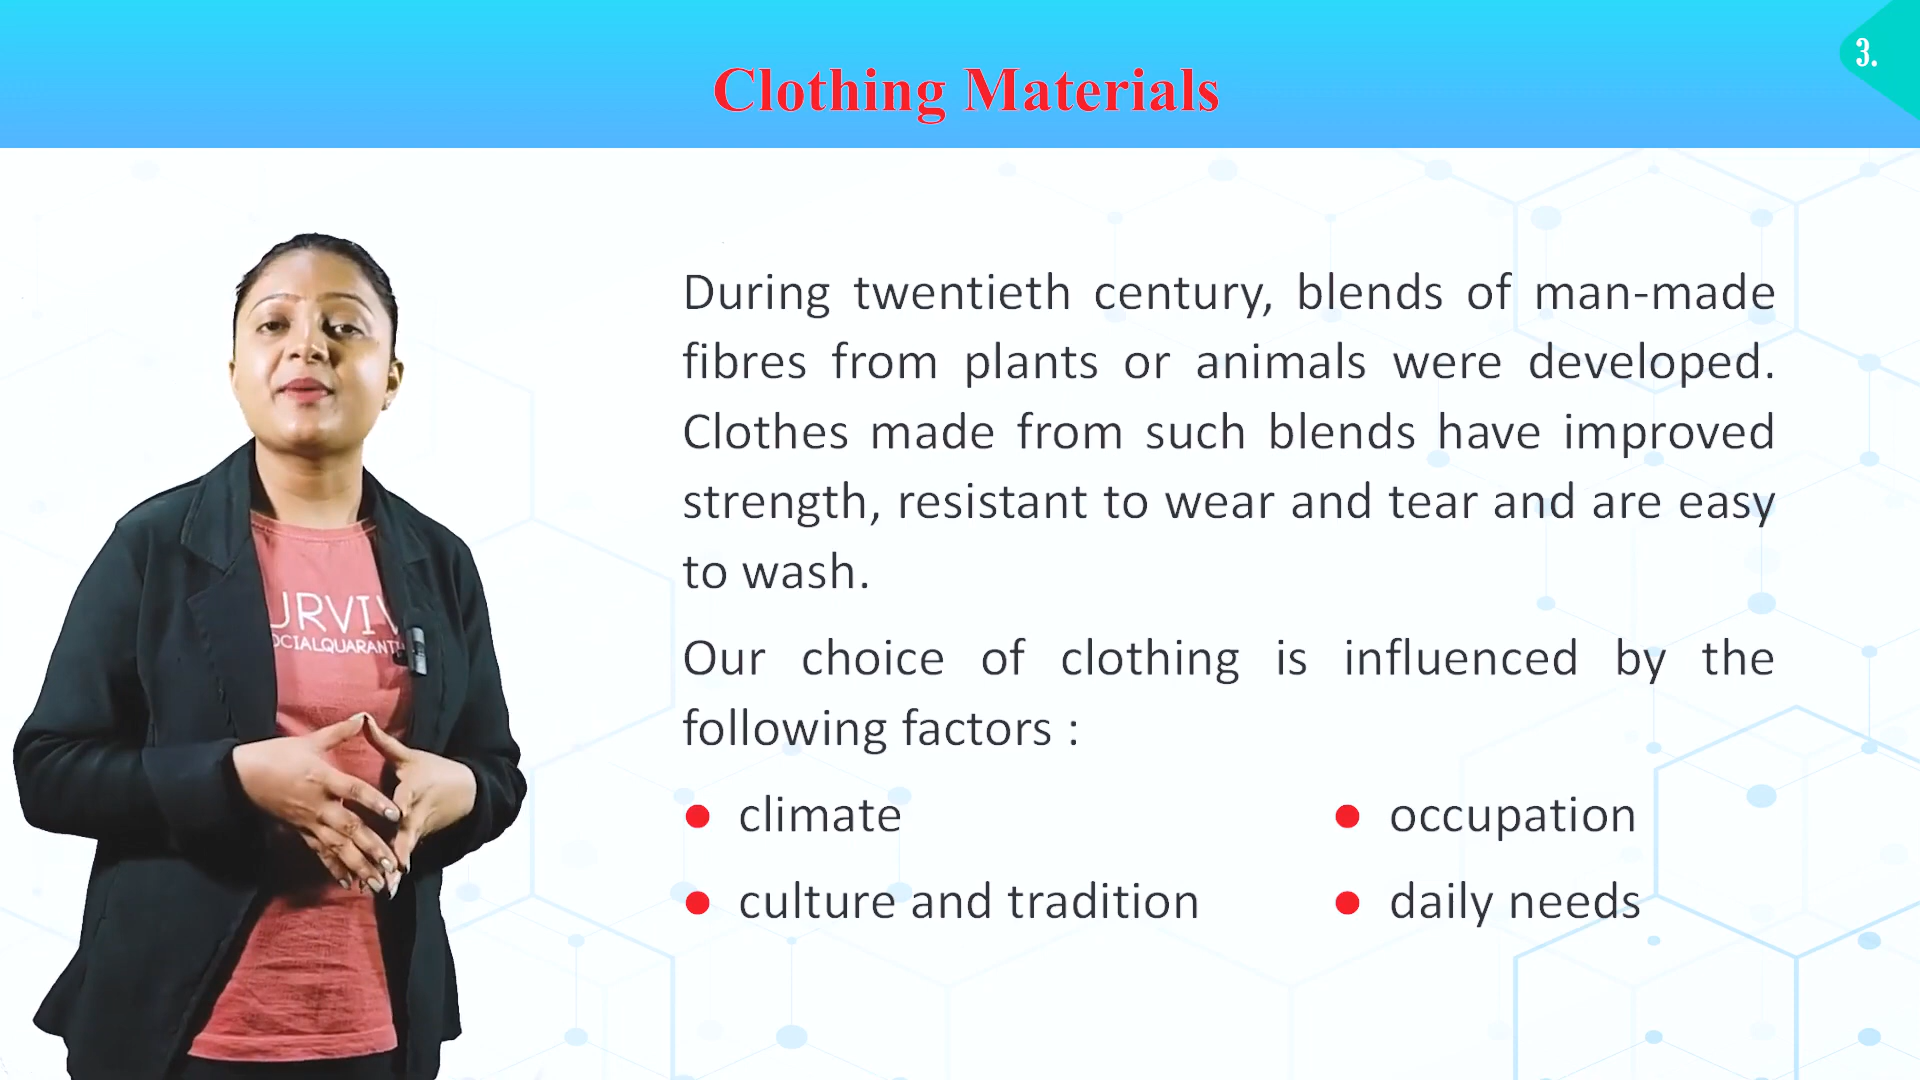 Clothing Materials
3.
During twentieth century, blends of man-made
fibres from plants or animals were developed.
Clothes made from such blends have improved
strength, resistant to wear and tear and are easy
to wash.
Our choice of clothing is influenced by the
following factors :
● climate
● occupation
● culture and tradition
● daily needs